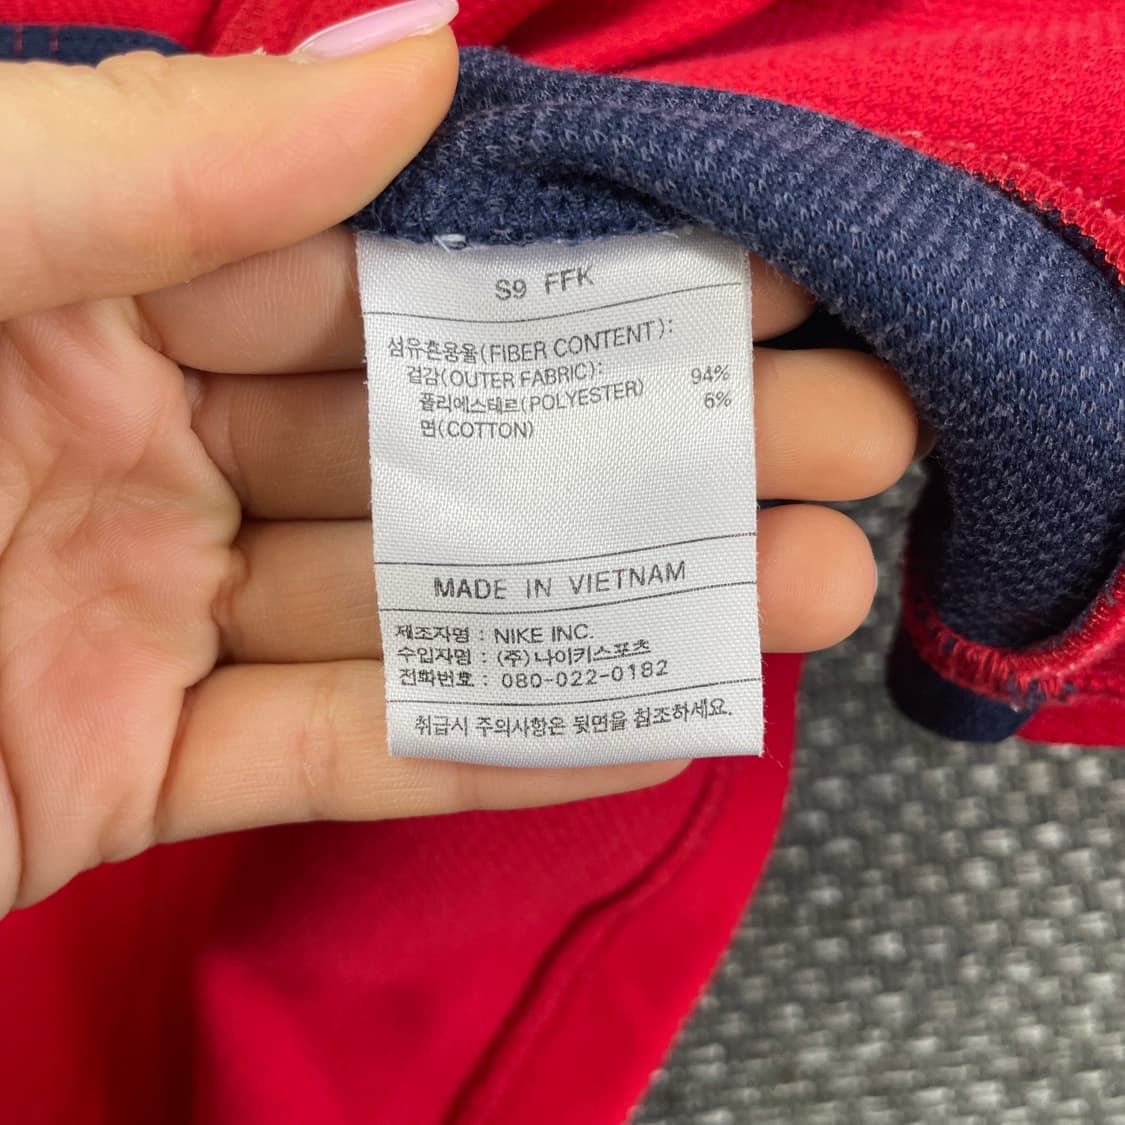 S9 FFK
섬유혼용율(FIBER CONTENT):
겉감(OUTER FABRIC):
폴리에스테르(POLYESTER) 94%
면(COTTON) 6%
MADE IN VIETNAM
제조자명 : NIKE INC.
수입자명 : (주)나이키스포츠
전화번호 : 080-022-0182
취급시 주의사항은 뒷면을 참조하세요.